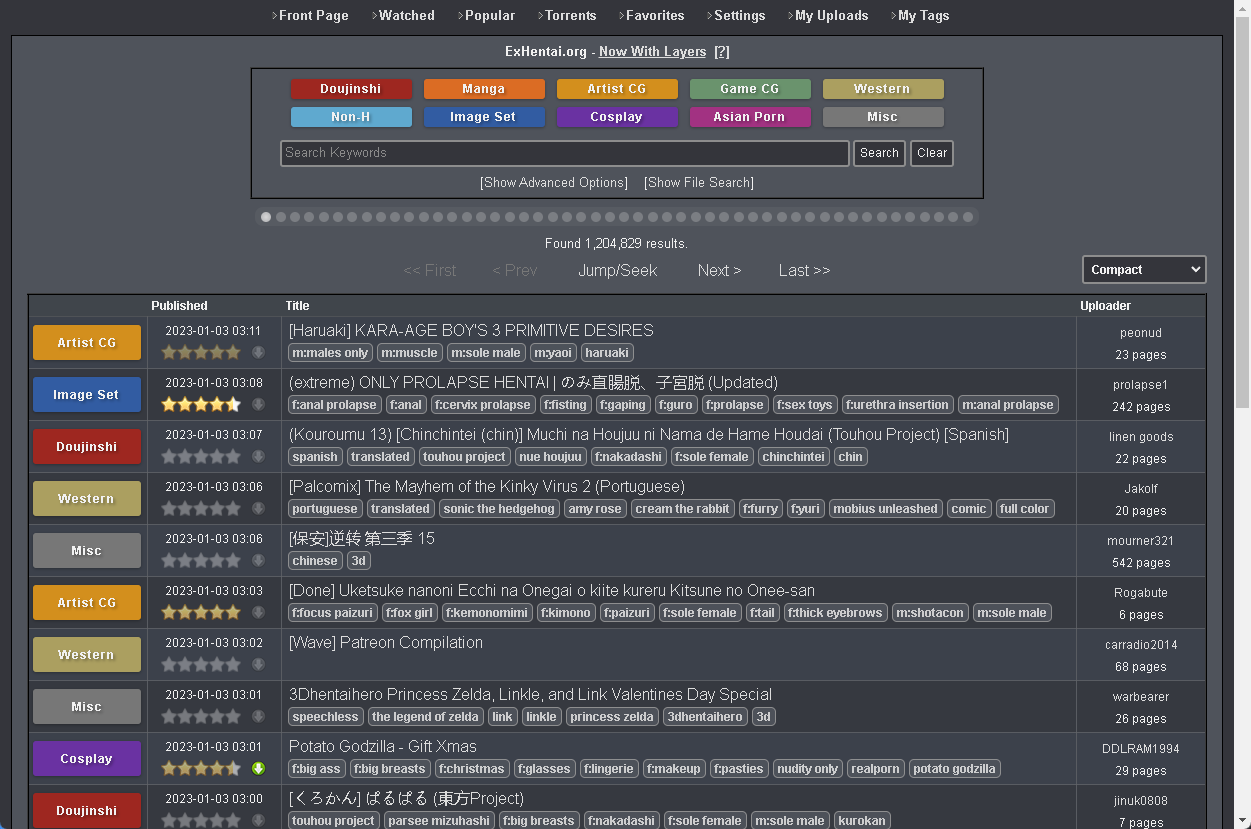 Front Page Watched Popular Torrents Favorites Settings My Uploads My Tags
ExHentai.org - Now With Layers [?]
Doujinshi Manga Artist CG Game CG Western
Non-H Image Set Cosplay Asian Porn Misc
Search Keywords Search Clear
[Show Advanced Options] [Show File Search]
Found 1,204,829 results.
<< First < Prev Jump/Seek Next > Last >>
Compact
Published Title Uploader
Artist CG 2023-01-03 03:11 [Haruaki] KARA-AGE BOY'S 3 PRIMITIVE DESIRES peonud
m:males only m:muscle m:sole male m:yaoi haruaki 23 pages
Image Set 2023-01-03 03:08 (extreme) ONLY PROLAPSE HENTAI | のみ直腸脱、子宮脱 (Updated) prolapse1
f:anal prolapse f:anal f:cervix prolapse f:fisting f:gaping f:guro f:prolapse f:sex toys f:urethra insertion m:anal prolapse 242 pages
Doujinshi 2023-01-03 03:07 (Kouroumu 13) [Chinchintei (chin)] Muchi na Houjuu ni Nama de Hame Houdai (Touhou Project) [Spanish] linen goods
spanish translated touhou project nue houjuu f:nakadashi f:sole female chinchintei chin 22 pages
Western 2023-01-03 03:06 [Palcomix] The Mayhem of the Kinky Virus 2 (Portuguese) Jakolf
portuguese translated sonic the hedgehog amy rose cream the rabbit f:furry f:yuri mobius unleashed comic full color 20 pages
Misc 2023-01-03 03:06 [保安]逆转 第三季 15 mourner321
chinese 3d 542 pages
Artist CG 2023-01-03 03:03 [Done] Uketsuke nanoni Ecchi na Onegai o kiite kureru Kitsune no Onee-san Rogabute
f:focus paizuri f:fox girl f:kemonomimi f:kimono f:paizuri f:sole female f:tail f:thick eyebrows m:shotacon m:sole male 6 pages
Western 2023-01-03 03:02 [Wave] Patreon Compilation carradio2014
68 pages
Misc 2023-01-03 03:01 3Dhentaihero Princess Zelda, Linkle, and Link Valentines Day Special warbearer
speechless the legend of zelda link linkle princess zelda 3dhentaihero 3d 26 pages
Cosplay 2023-01-03 03:01 Potato Godzilla - Gift Xmas DDLRAM1994
f:big ass f:big breasts f:christmas f:glasses f:lingerie f:makeup f:pasties nudity only realporn potato godzilla 29 pages
Doujinshi 2023-01-03 03:00 [くろかん] ぱるぱる (東方Project) jinuk0808
touhou project parsee mizuhashi f:big breasts f:nakadashi f:sole female m:sole male kurokan 7 pages